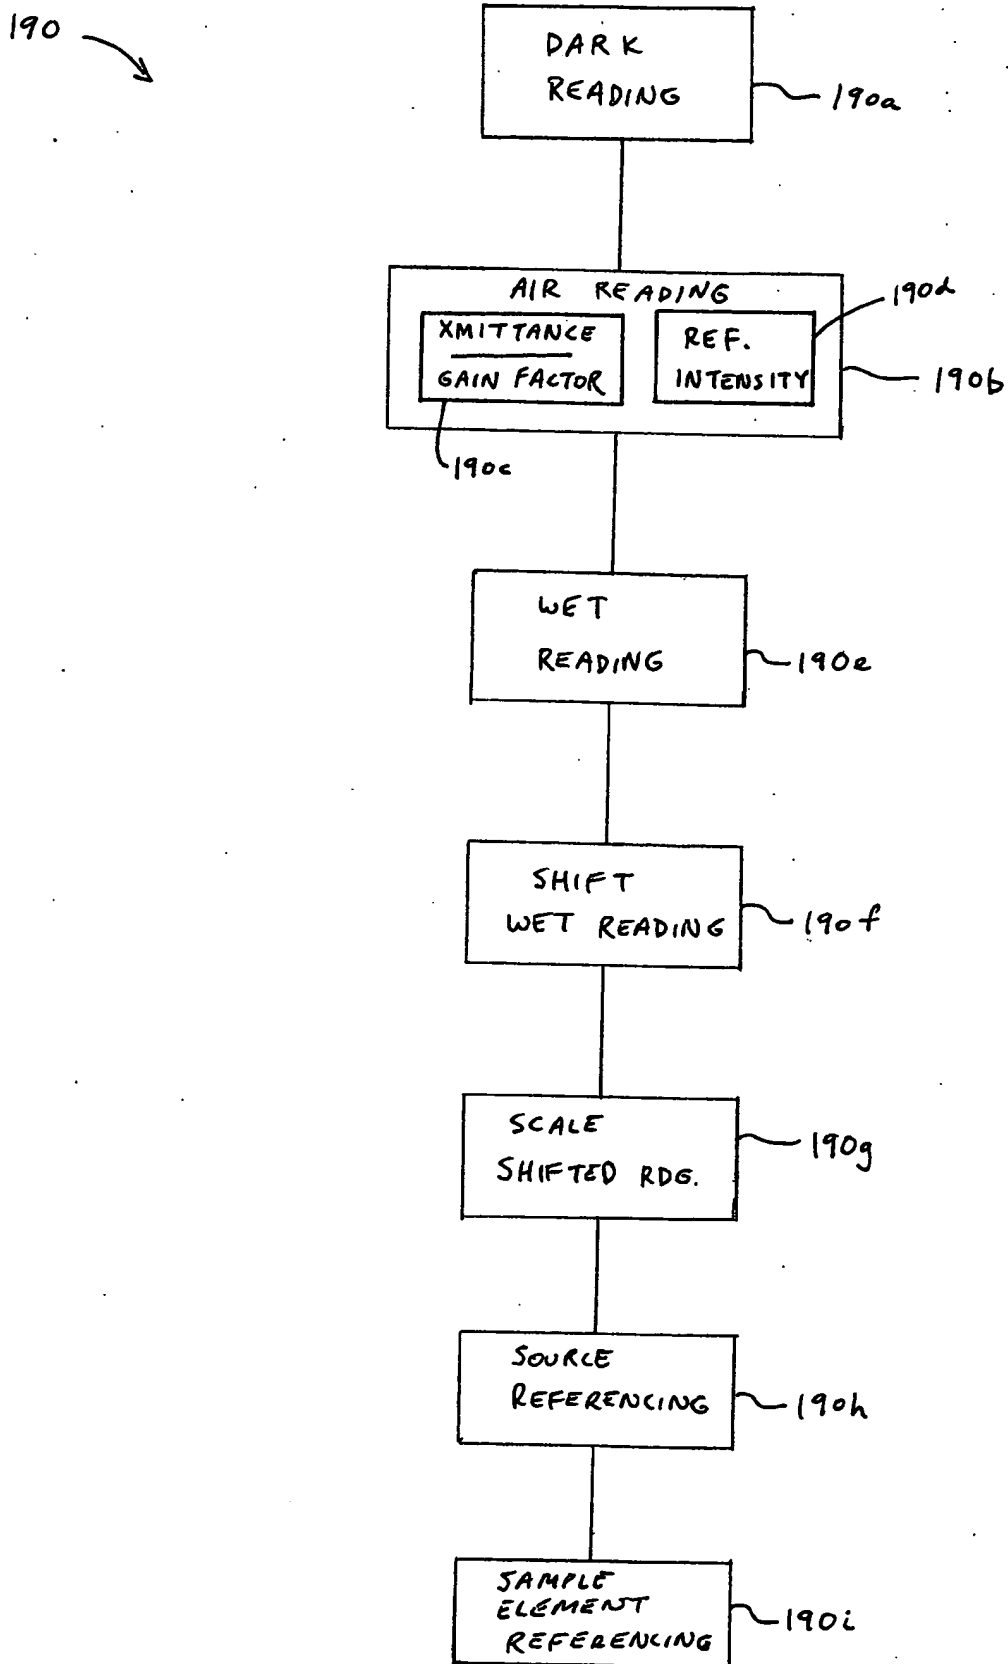 190
DARK
READING
190a
AIR READING
190d
XMITTANCE
GAIN FACTOR
REF.
INTENSITY
190b
190c
WET
READING
190e
SHIFT
WET READING
190f
SCALE
SHIFTED RDG.
190g
SOURCE
REFERENCING
190h
SAMPLE
ELEMENT
REFERENCING
190i